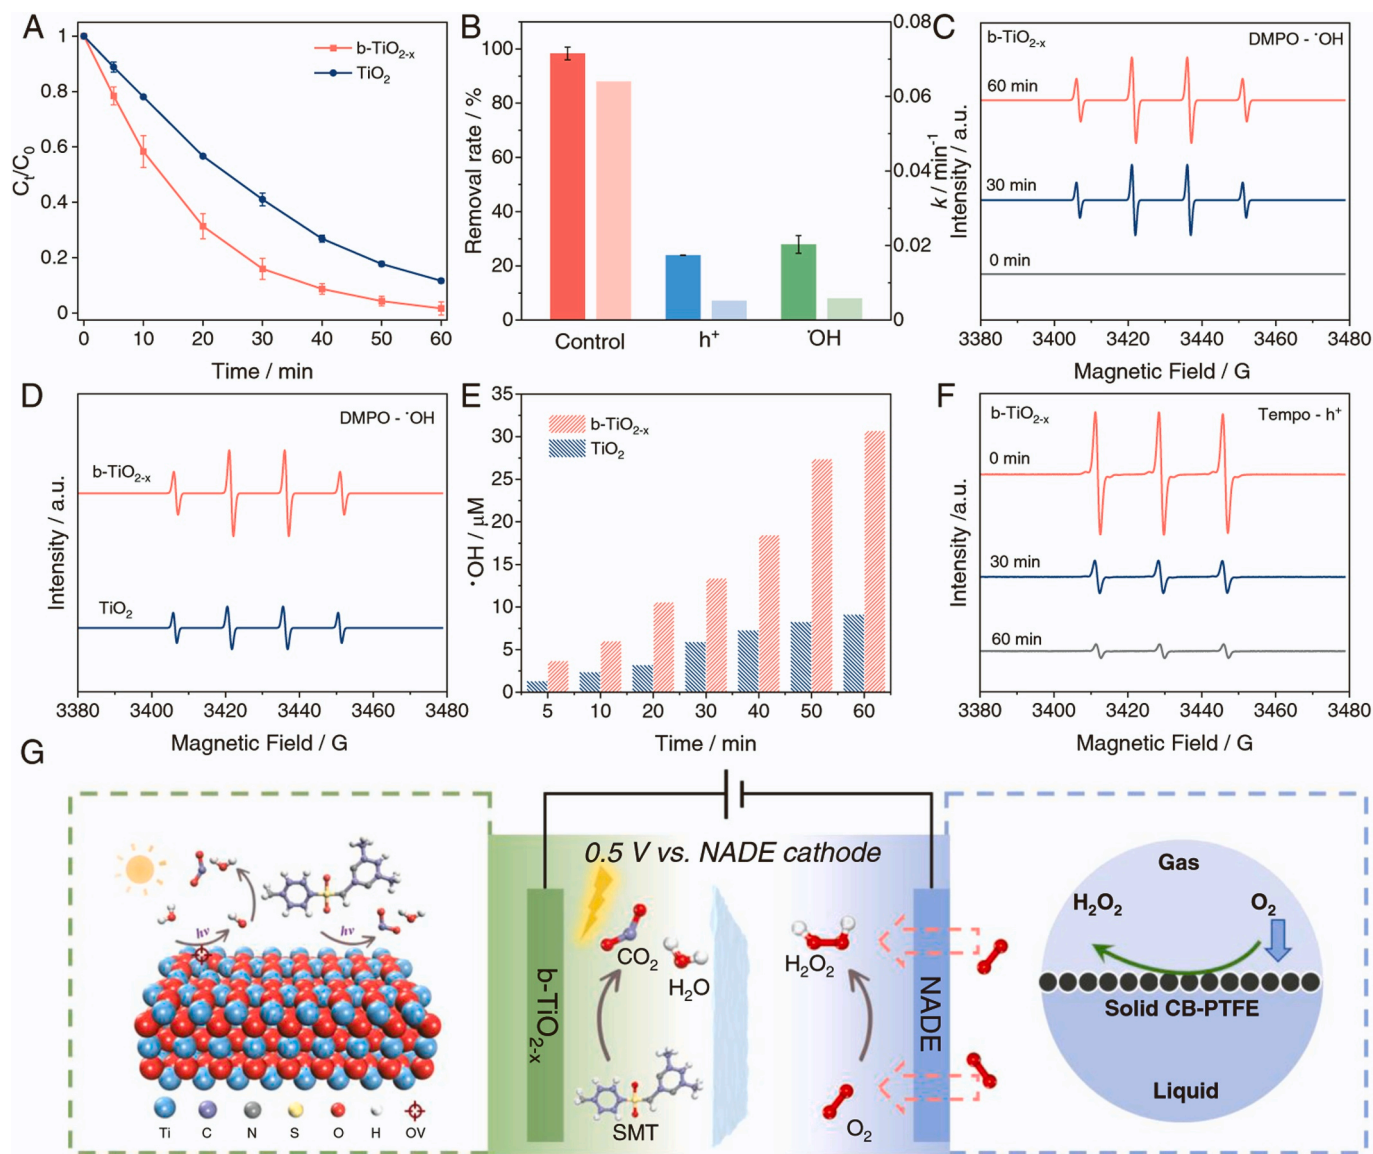 A
1
0.8
0.6
0.4
0.2
0
Cₜ/C₀
b-TiO₂₋ₓ
TiO₂
0 10 20 30 40 50 60
Time / min
B
100
80
60
40
20
0
Removal rate / %
0.08
0.06
0.04
0.02
0
k / min⁻¹
Control h⁺ ˙OH
C
b-TiO₂₋ₓ
DMPO - ˙OH
60 min
30 min
0 min
Intensity / a.u.
3380 3400 3420 3440 3460 3480
Magnetic Field / G
D
DMPO - ˙OH
b-TiO₂₋ₓ
TiO₂
Intensity / a.u.
3380 3400 3420 3440 3460 3480
Magnetic Field / G
E
35
30
25
20
15
10
5
0
˙OH / μM
b-TiO₂₋ₓ
TiO₂
5 10 20 30 40 50 60
Time / min
F
b-TiO₂₋ₓ
Tempo - h⁺
0 min
30 min
60 min
Intensity /a.u.
3380 3400 3420 3440 3460 3480
Magnetic Field / G
G
hν
hν
Ti C N S O H OV
0.5 V vs. NADE cathode
b-TiO₂₋ₓ
CO₂
H₂O
SMT
H₂O₂
O₂
NADE
Gas
H₂O₂ O₂
Solid CB-PTFE
Liquid